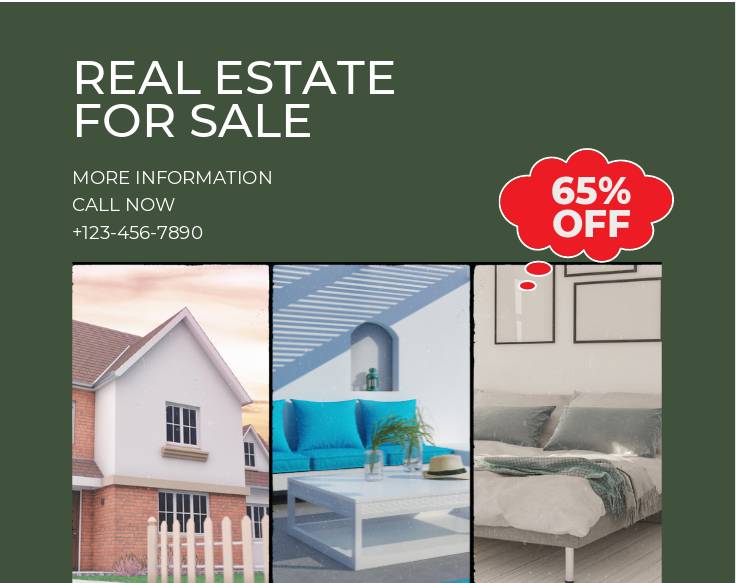 REAL ESTATE
FOR SALE
MORE INFORMATION
CALL NOW
+123-456-7890
65%
OFF